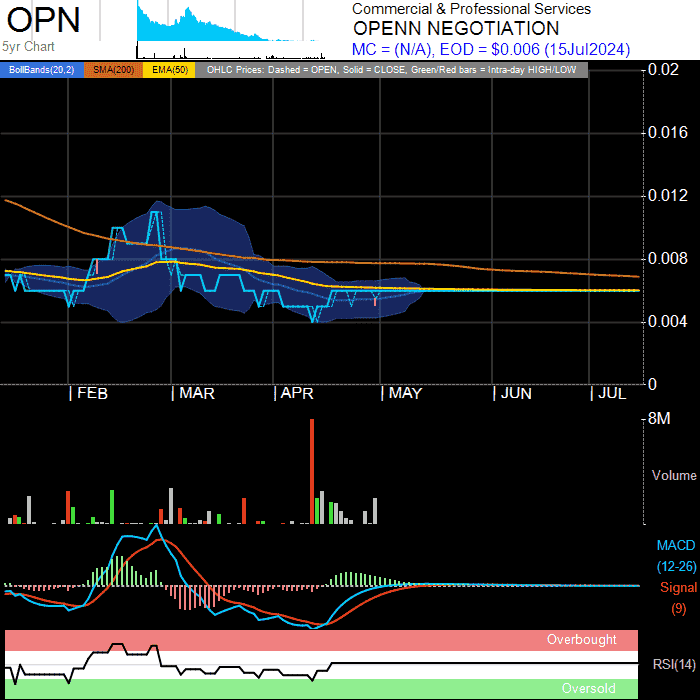 OPN
5yr Chart
Commercial & Professional Services
OPENN NEGOTIATION
MC = (N/A), EOD = $0.006 (15Jul2024)
BollBands(20,2) SMA(200) EMA(50) OHLC Prices: Dashed = OPEN, Solid = CLOSE, Green/Red bars = Intra-day HIGH/LOW
0.02
0.016
0.012
0.008
0.004
0
| FEB | MAR | APR | MAY | JUN | JUL
8M
Volume
MACD
(12-26)
Signal
(9)
Overbought
RSI(14)
Oversold